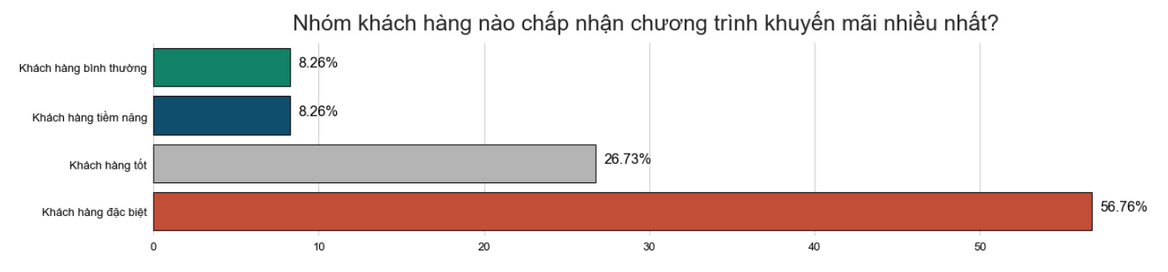 Nhóm khách hàng nào chấp nhận chương trình khuyến mãi nhiều nhất?
Khách hàng bình thường
8.26%
Khách hàng tiềm năng
8.26%
Khách hàng tốt
26.73%
Khách hàng đặc biệt
56.76%
0 10 20 30 40 50